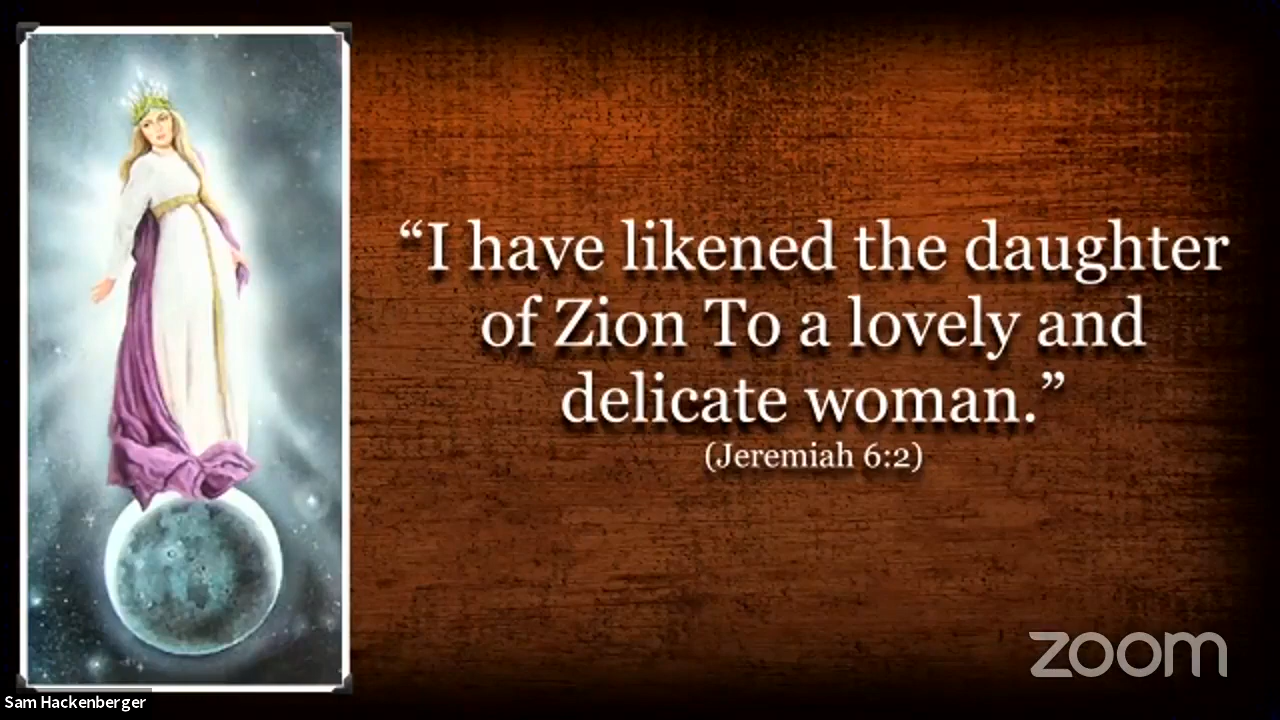 “I have likened the daughter
of Zion To a lovely and
delicate woman.”
(Jeremiah 6:2)
zoom
Sam Hackenberger